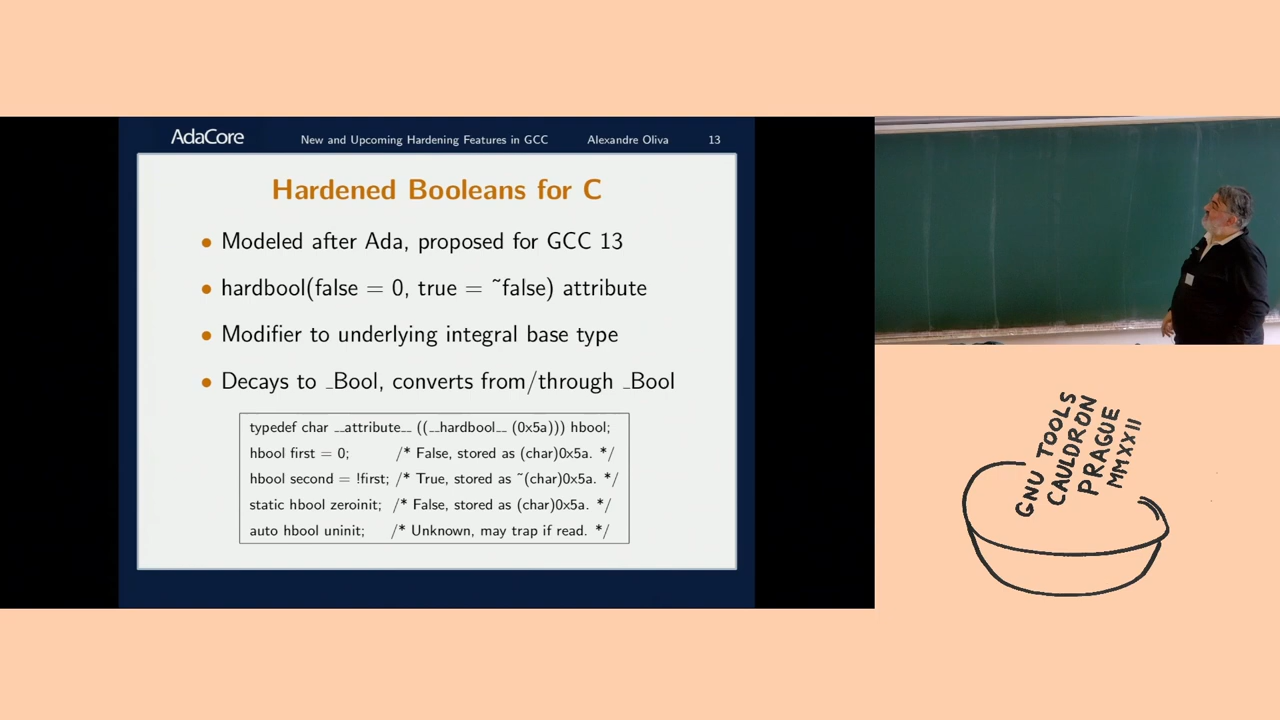 AdaCore New and Upcoming Hardening Features in GCC Alexandre Oliva 13
Hardened Booleans for C
• Modeled after Ada, proposed for GCC 13
• hardbool(false = 0, true = ~false) attribute
• Modifier to underlying integral base type
• Decays to _Bool, converts from/through _Bool
typedef char __attribute__ ((__hardbool__ (0x5a))) hbool;
hbool first = 0; /* False, stored as (char)0x5a. */
hbool second = !first; /* True, stored as ~(char)0x5a. */
static hbool zeroinit; /* False, stored as (char)0x5a. */
auto hbool uninit; /* Unknown, may trap if read. */
GNU TOOLS
CAULDRON
PRAGUE
MMXXII